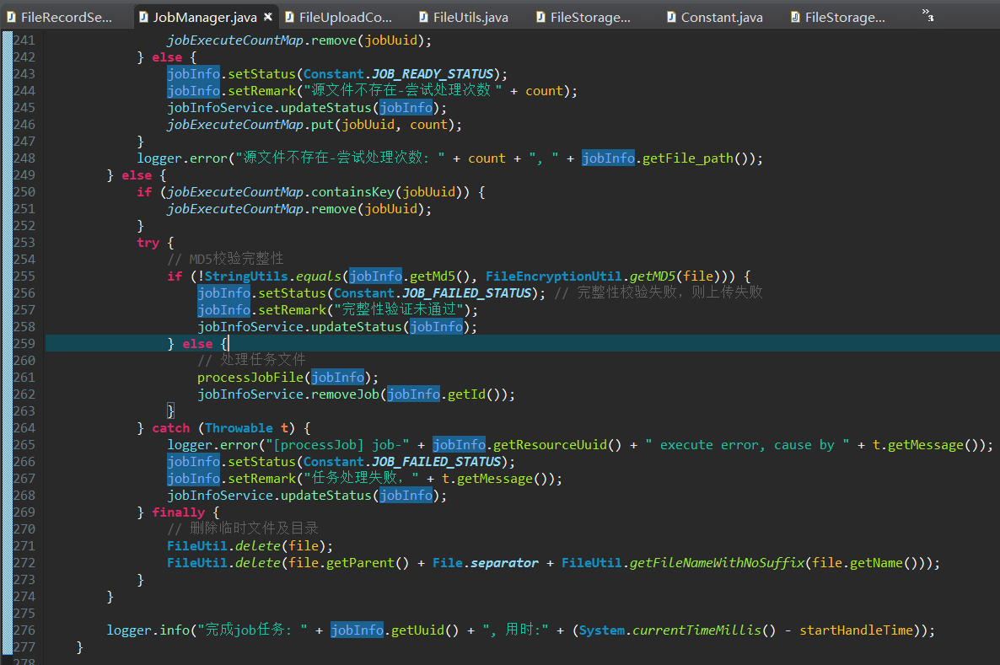 FileRecordSe... JobManager.java FileUploadCo... FileUtils.java FileStorage... Constant.java FileStorage... »3
241 jobExecuteCountMap.remove(jobUuid);
242 } else {
243 jobInfo.setStatus(Constant.JOB_READY_STATUS);
244 jobInfo.setRemark("源文件不存在-尝试处理次数 " + count);
245 jobInfoService.updateStatus(jobInfo);
246 jobExecuteCountMap.put(jobUuid, count);
247 }
248 logger.error("源文件不存在-尝试处理次数: " + count + ", " + jobInfo.getFile_path());
249 } else {
250 if (jobExecuteCountMap.containsKey(jobUuid)) {
251 jobExecuteCountMap.remove(jobUuid);
252 }
253 try {
254 // MD5校验完整性
255 if (!StringUtils.equals(jobInfo.getMd5(), FileEncryptionUtil.getMD5(file))) {
256 jobInfo.setStatus(Constant.JOB_FAILED_STATUS); // 完整性校验失败，则上传失败
257 jobInfo.setRemark("完整性验证未通过");
258 jobInfoService.updateStatus(jobInfo);
259 } else {
260 // 处理任务文件
261 processJobFile(jobInfo);
262 jobInfoService.removeJob(jobInfo.getId());
263 }
264 } catch (Throwable t) {
265 logger.error("[processJob] job-" + jobInfo.getResourceUuid() + " execute error, cause by " + t.getMessage());
266 jobInfo.setStatus(Constant.JOB_FAILED_STATUS);
267 jobInfo.setRemark("任务处理失败，" + t.getMessage());
268 jobInfoService.updateStatus(jobInfo);
269 } finally {
270 // 删除临时文件及目录
271 FileUtil.delete(file);
272 FileUtil.delete(file.getParent() + File.separator + FileUtil.getFileNameWithNoSuffix(file.getName()));
273 }
274 }
275
276 logger.info("完成job任务: " + jobInfo.getUuid() + ", 用时:" + (System.currentTimeMillis() - startHandleTime));
277 }
278